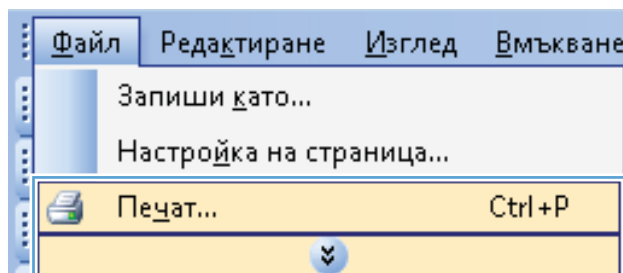 Файл Редактиране Изглед Вмъкване
Запиши като...
Настройка на страница...
Печат... Ctrl+P